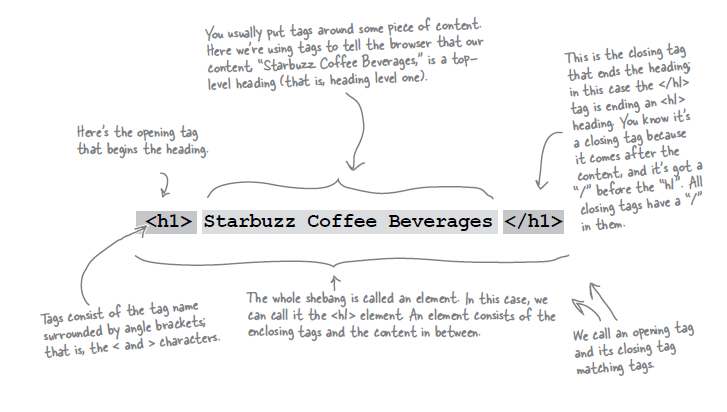 You usually put tags around some piece of content.
Here we're using tags to tell the browser that our
content, "Starbuzz Coffee Beverages," is a top-
level heading (that is, heading level one).
This is the closing tag
that ends the heading;
in this case the </h1>
tag is ending an <h1>
heading. You know it's
a closing tag because
it comes after the
content, and it's got a
"/" before the "h1". All
closing tags have a "/"
in them.
Here's the opening tag
that begins the heading.
<h1> Starbuzz Coffee Beverages </h1>
Tags consist of the tag name
surrounded by angle brackets;
that is, the < and > characters.
The whole shebang is called an element. In this case, we
can call it the <h1> element. An element consists of the
enclosing tags and the content in between.
We call an opening tag
and its closing tag
matching tags.